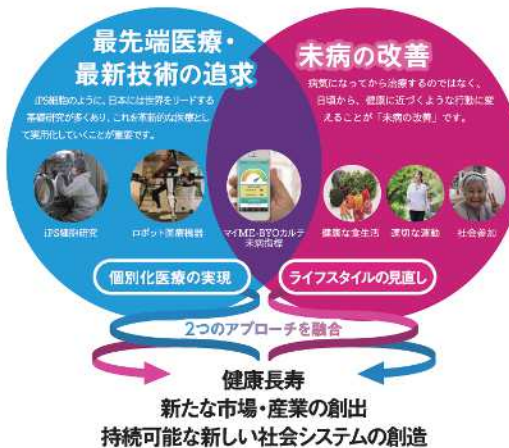 最先端医療・
最新技術の追求
iPS細胞のように、日本には世界をリードする
基礎研究が多くあり、これを革新的な医療とし
て実用化していくことが重要です。
iPS細胞研究
ロボット医療機器
個別化医療の実現
マイME-BYOカルテ
未病指標
未病の改善
病気になってから治療するのではなく、
日頃から、健康に近づくような行動に変
えることが「未病の改善」です。
健康な食生活
適切な運動
社会参加
ライフスタイルの見直し
2つのアプローチを融合
健康長寿
新たな市場・産業の創出
持続可能な新しい社会システムの創造